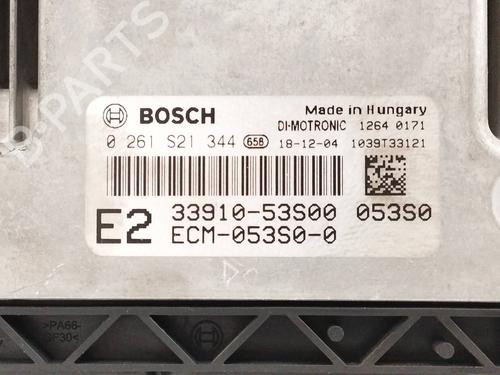 BOSCH
Made in Hungary
DI-MOTRONIC 1264 0171
0 261 S21 344 658 18-12-04 1039T33121
E2 33910-53S00 053S0
ECM-053S0-0
>PA66-
GF30<
B-PARTS